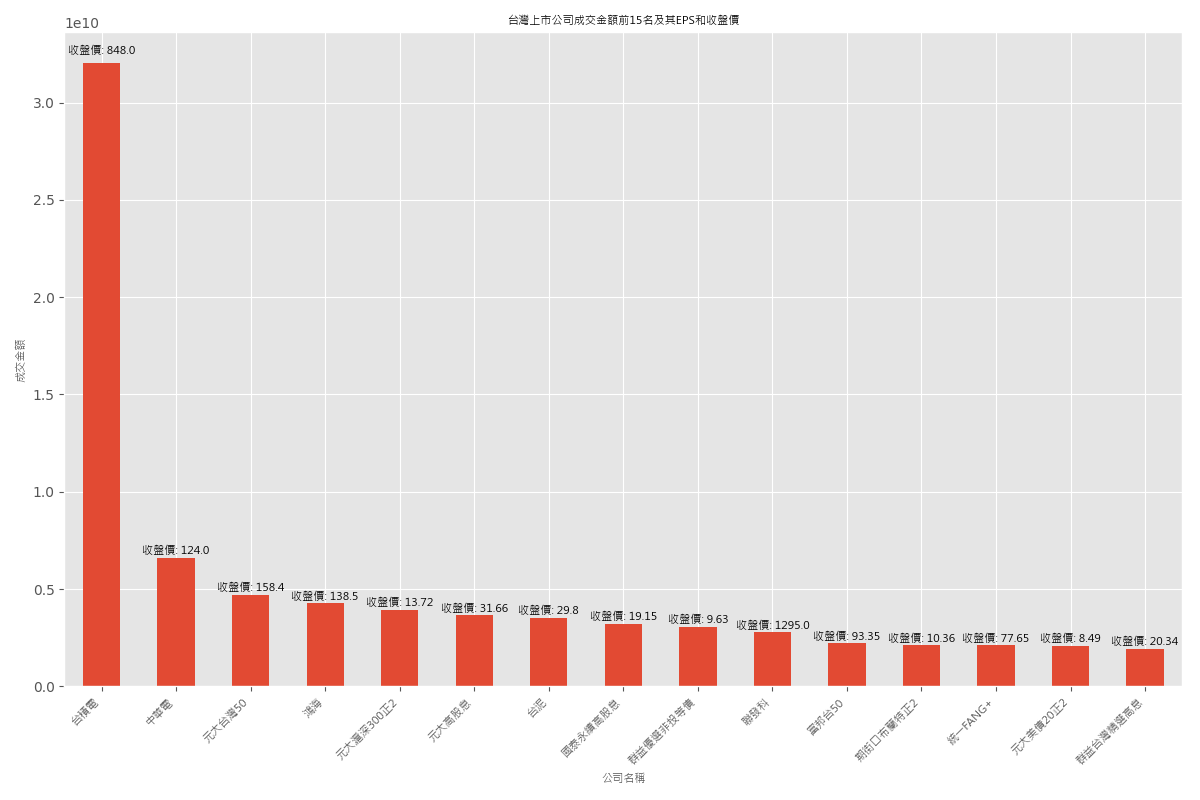 台灣上市公司成交金額前15名及其EPS和收盤價
1e10
收盤價: 848.0
3.0
2.5
2.0
1.5
1.0
0.5
0.0
成交金額
收盤價: 124.0
收盤價: 158.4
收盤價: 138.5
收盤價: 13.72
收盤價: 31.66
收盤價: 29.8
收盤價: 19.15
收盤價: 9.63
收盤價: 1295.0
收盤價: 93.35
收盤價: 10.36
收盤價: 77.65
收盤價: 8.49
收盤價: 20.34
台積電
中華電
元大台灣50
鴻海
元大滬深300正2
元大高股息
台泥
國泰永續高股息
群益優選非投等債
聯發科
富邦台50
期街口布蘭特正2
統一FANG+
元大美債20正2
群益台灣精選高息
公司名稱